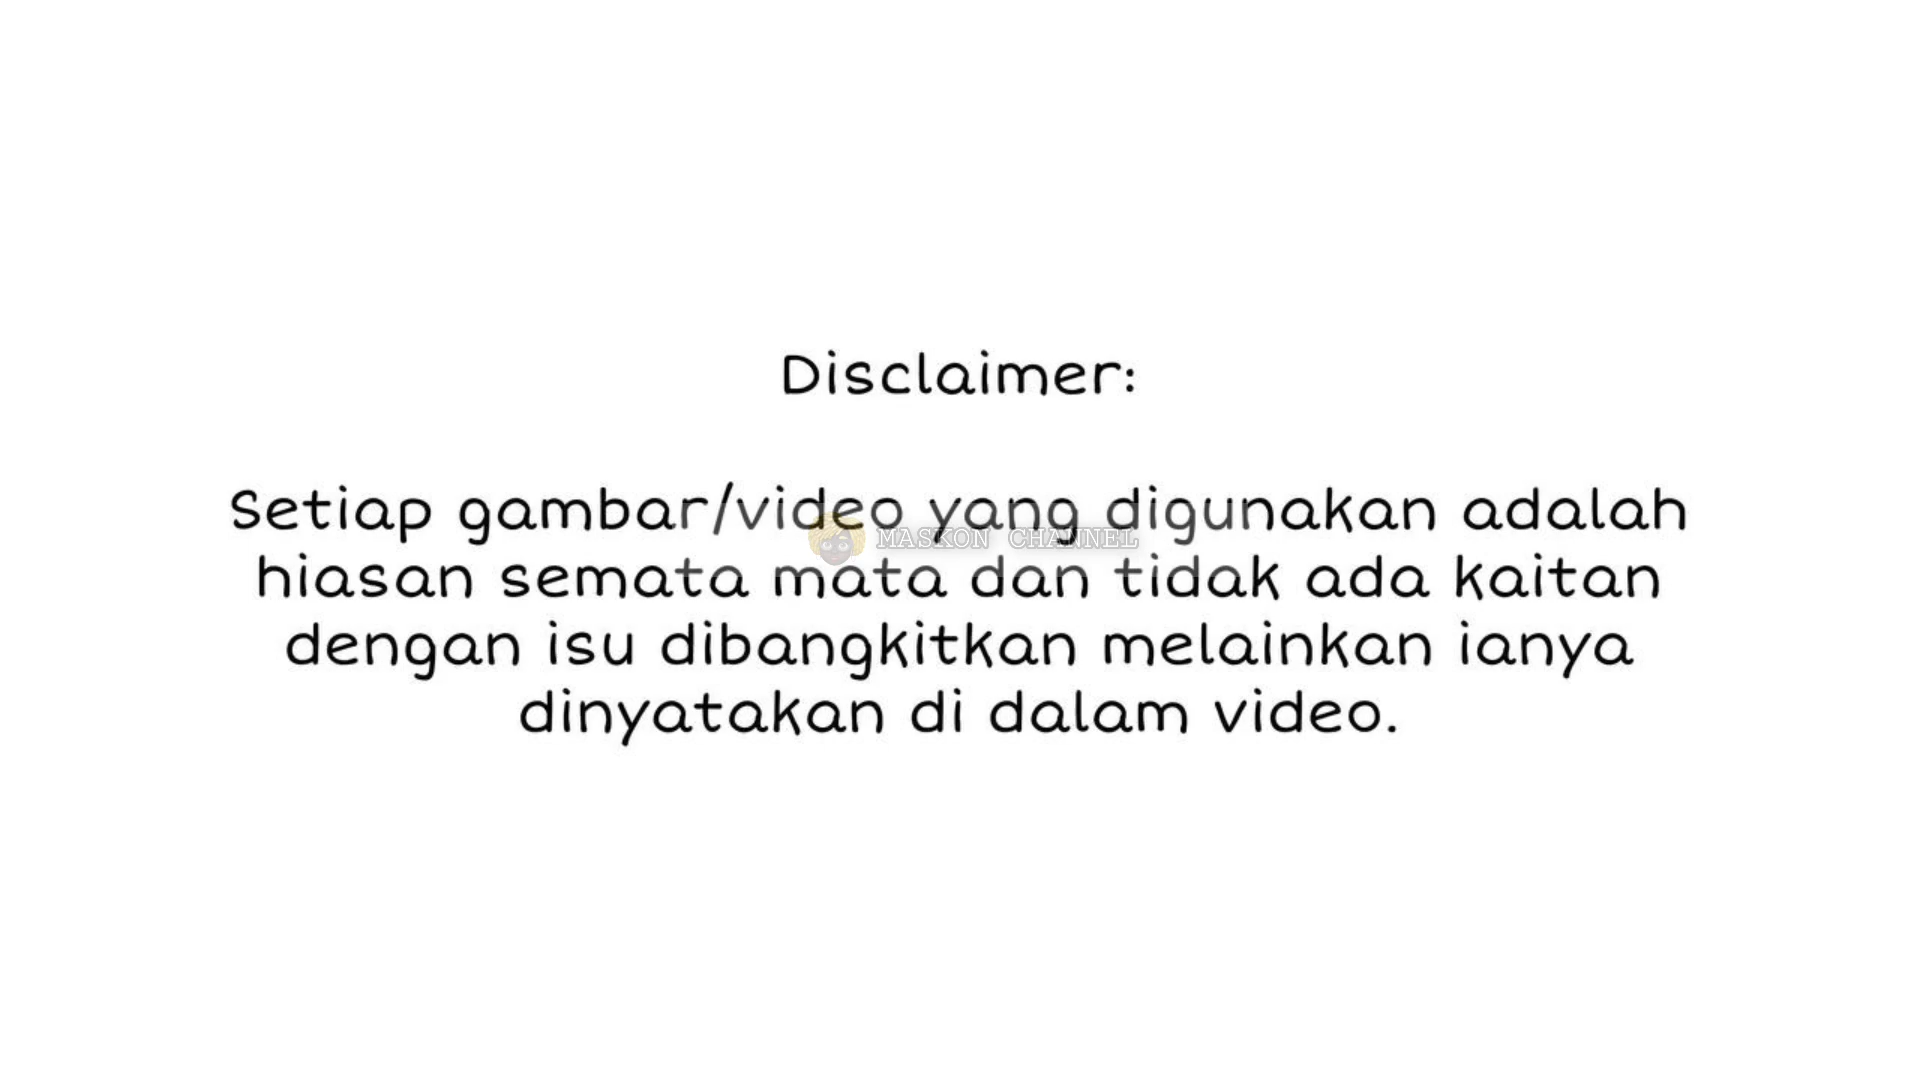 Disclaimer:
Setiap gambar/video yang digunakan adalah
MASKON CHANNEL
hiasan semata mata dan tidak ada kaitan
dengan isu dibangkitkan melainkan ianya
dinyatakan di dalam video.